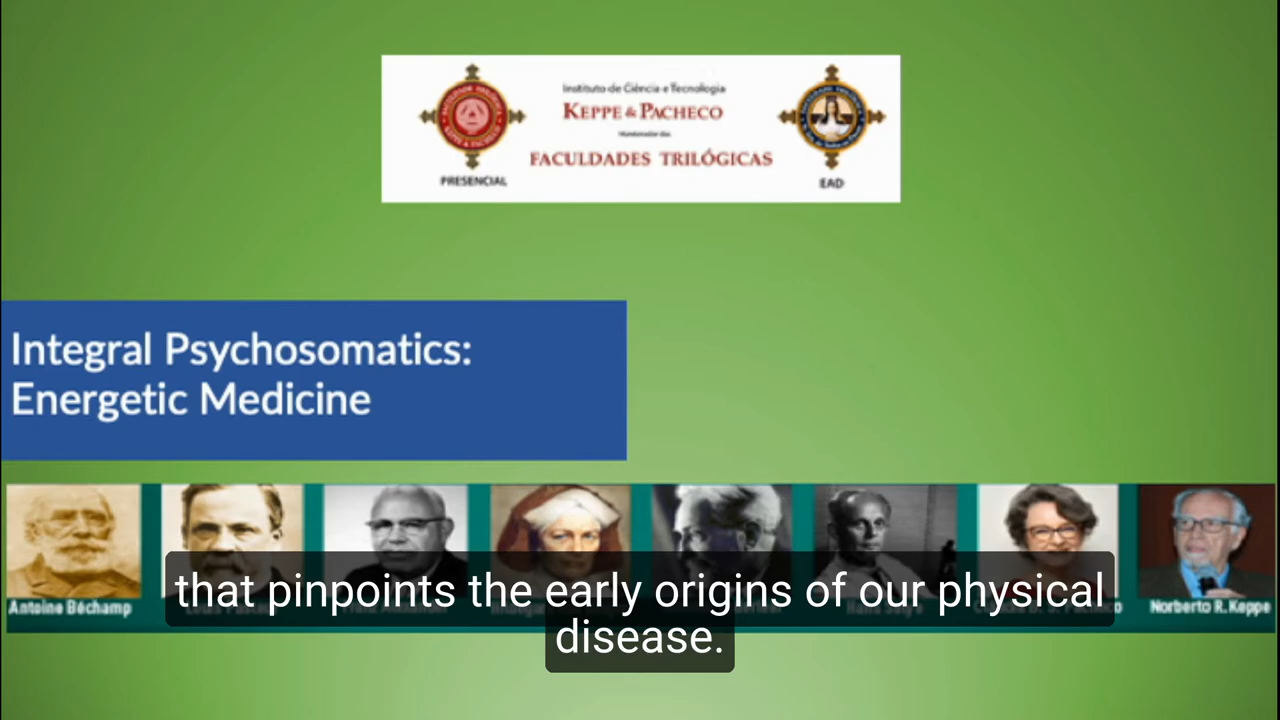 Instituto de Ciência e Tecnologia
KEPPE & PACHECO
FACULDADES TRILÓGICAS
PRESENCIAL
EAD
Integral Psychosomatics:
Energetic Medicine
Antoine Béchamp
Norberto R. Keppe
that pinpoints the early origins of our physical
disease.